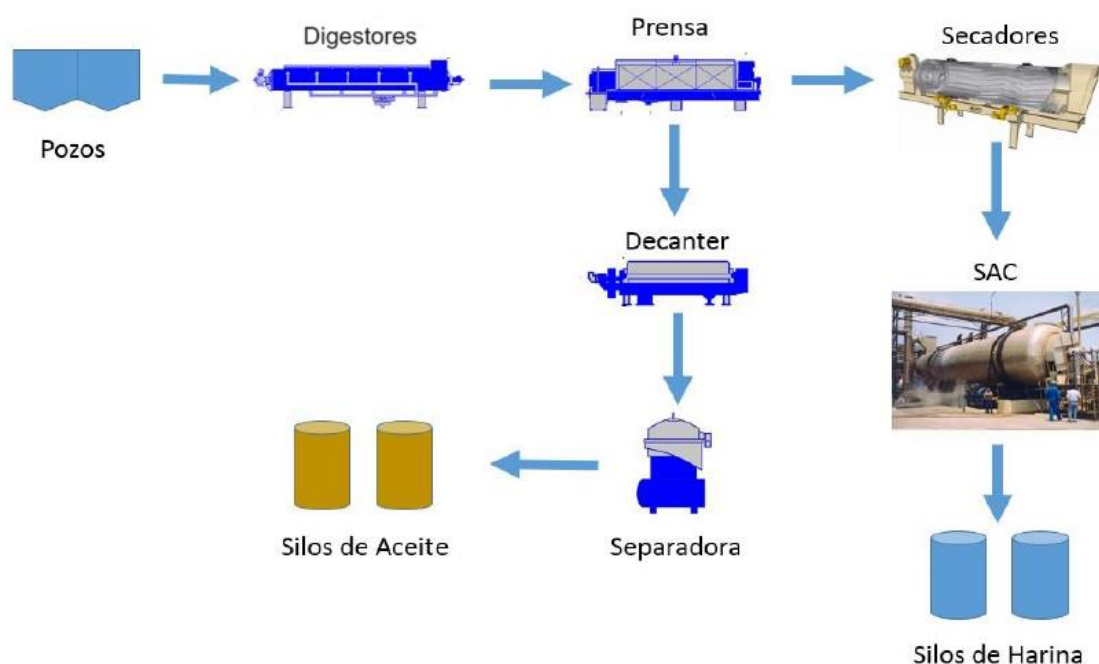 Digestores
Prensa
Secadores
Pozos
Decanter
SAC
Silos de Aceite
Separadora
Silos de Harina